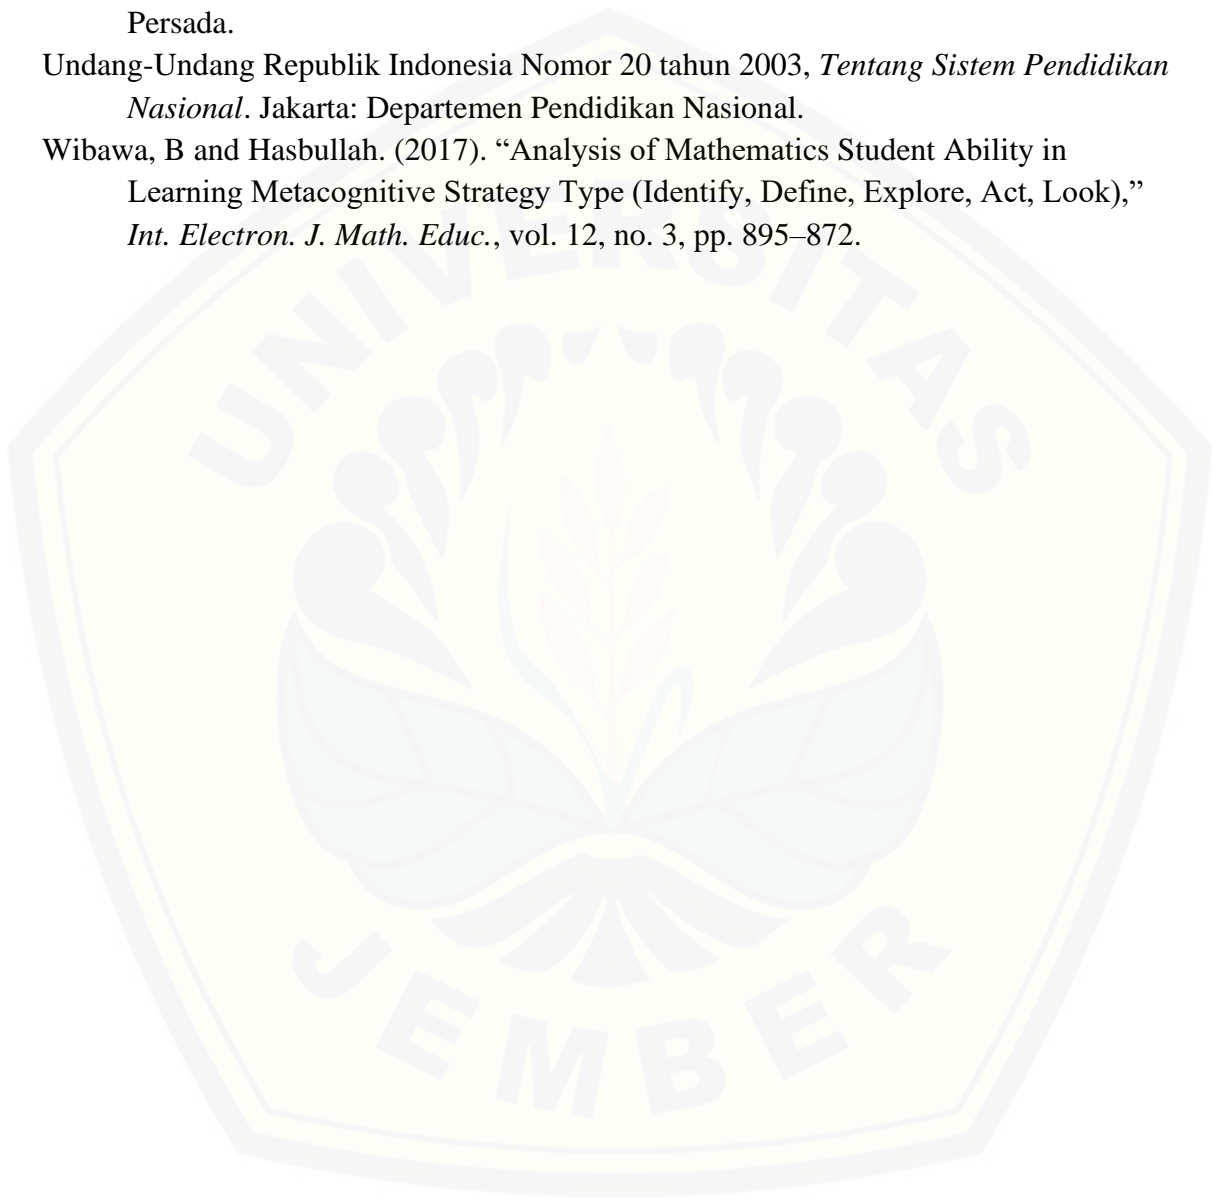 Persada.
Undang-Undang Republik Indonesia Nomor 20 tahun 2003, Tentang Sistem Pendidikan
Nasional. Jakarta: Departemen Pendidikan Nasional.
Wibawa, B and Hasbullah. (2017). “Analysis of Mathematics Student Ability in
Learning Metacognitive Strategy Type (Identify, Define, Explore, Act, Look),”
Int. Electron. J. Math. Educ., vol. 12, no. 3, pp. 895–872.
UNIVERSITAS
JEMBER